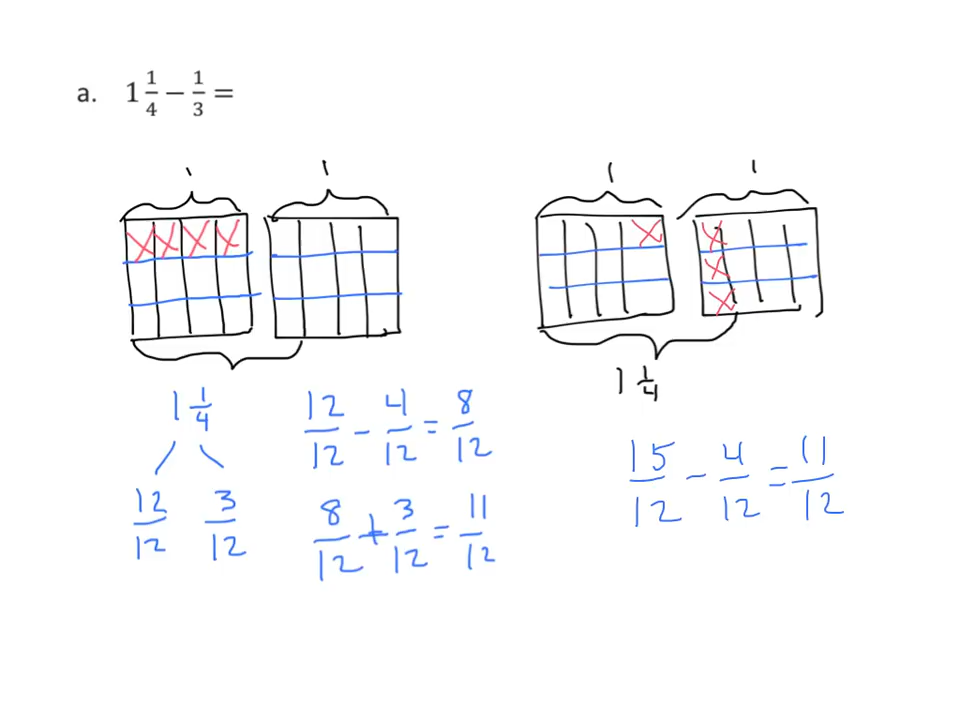 a. 1 1/4 − 1/3 =
1 1 1 1
X X X X X
X
X
1 1/4
1 1/4
12/12 − 4/12 = 8/12
12/12 3/12
15/12 − 4/12 = 11/12
8/12 + 3/12 = 11/12